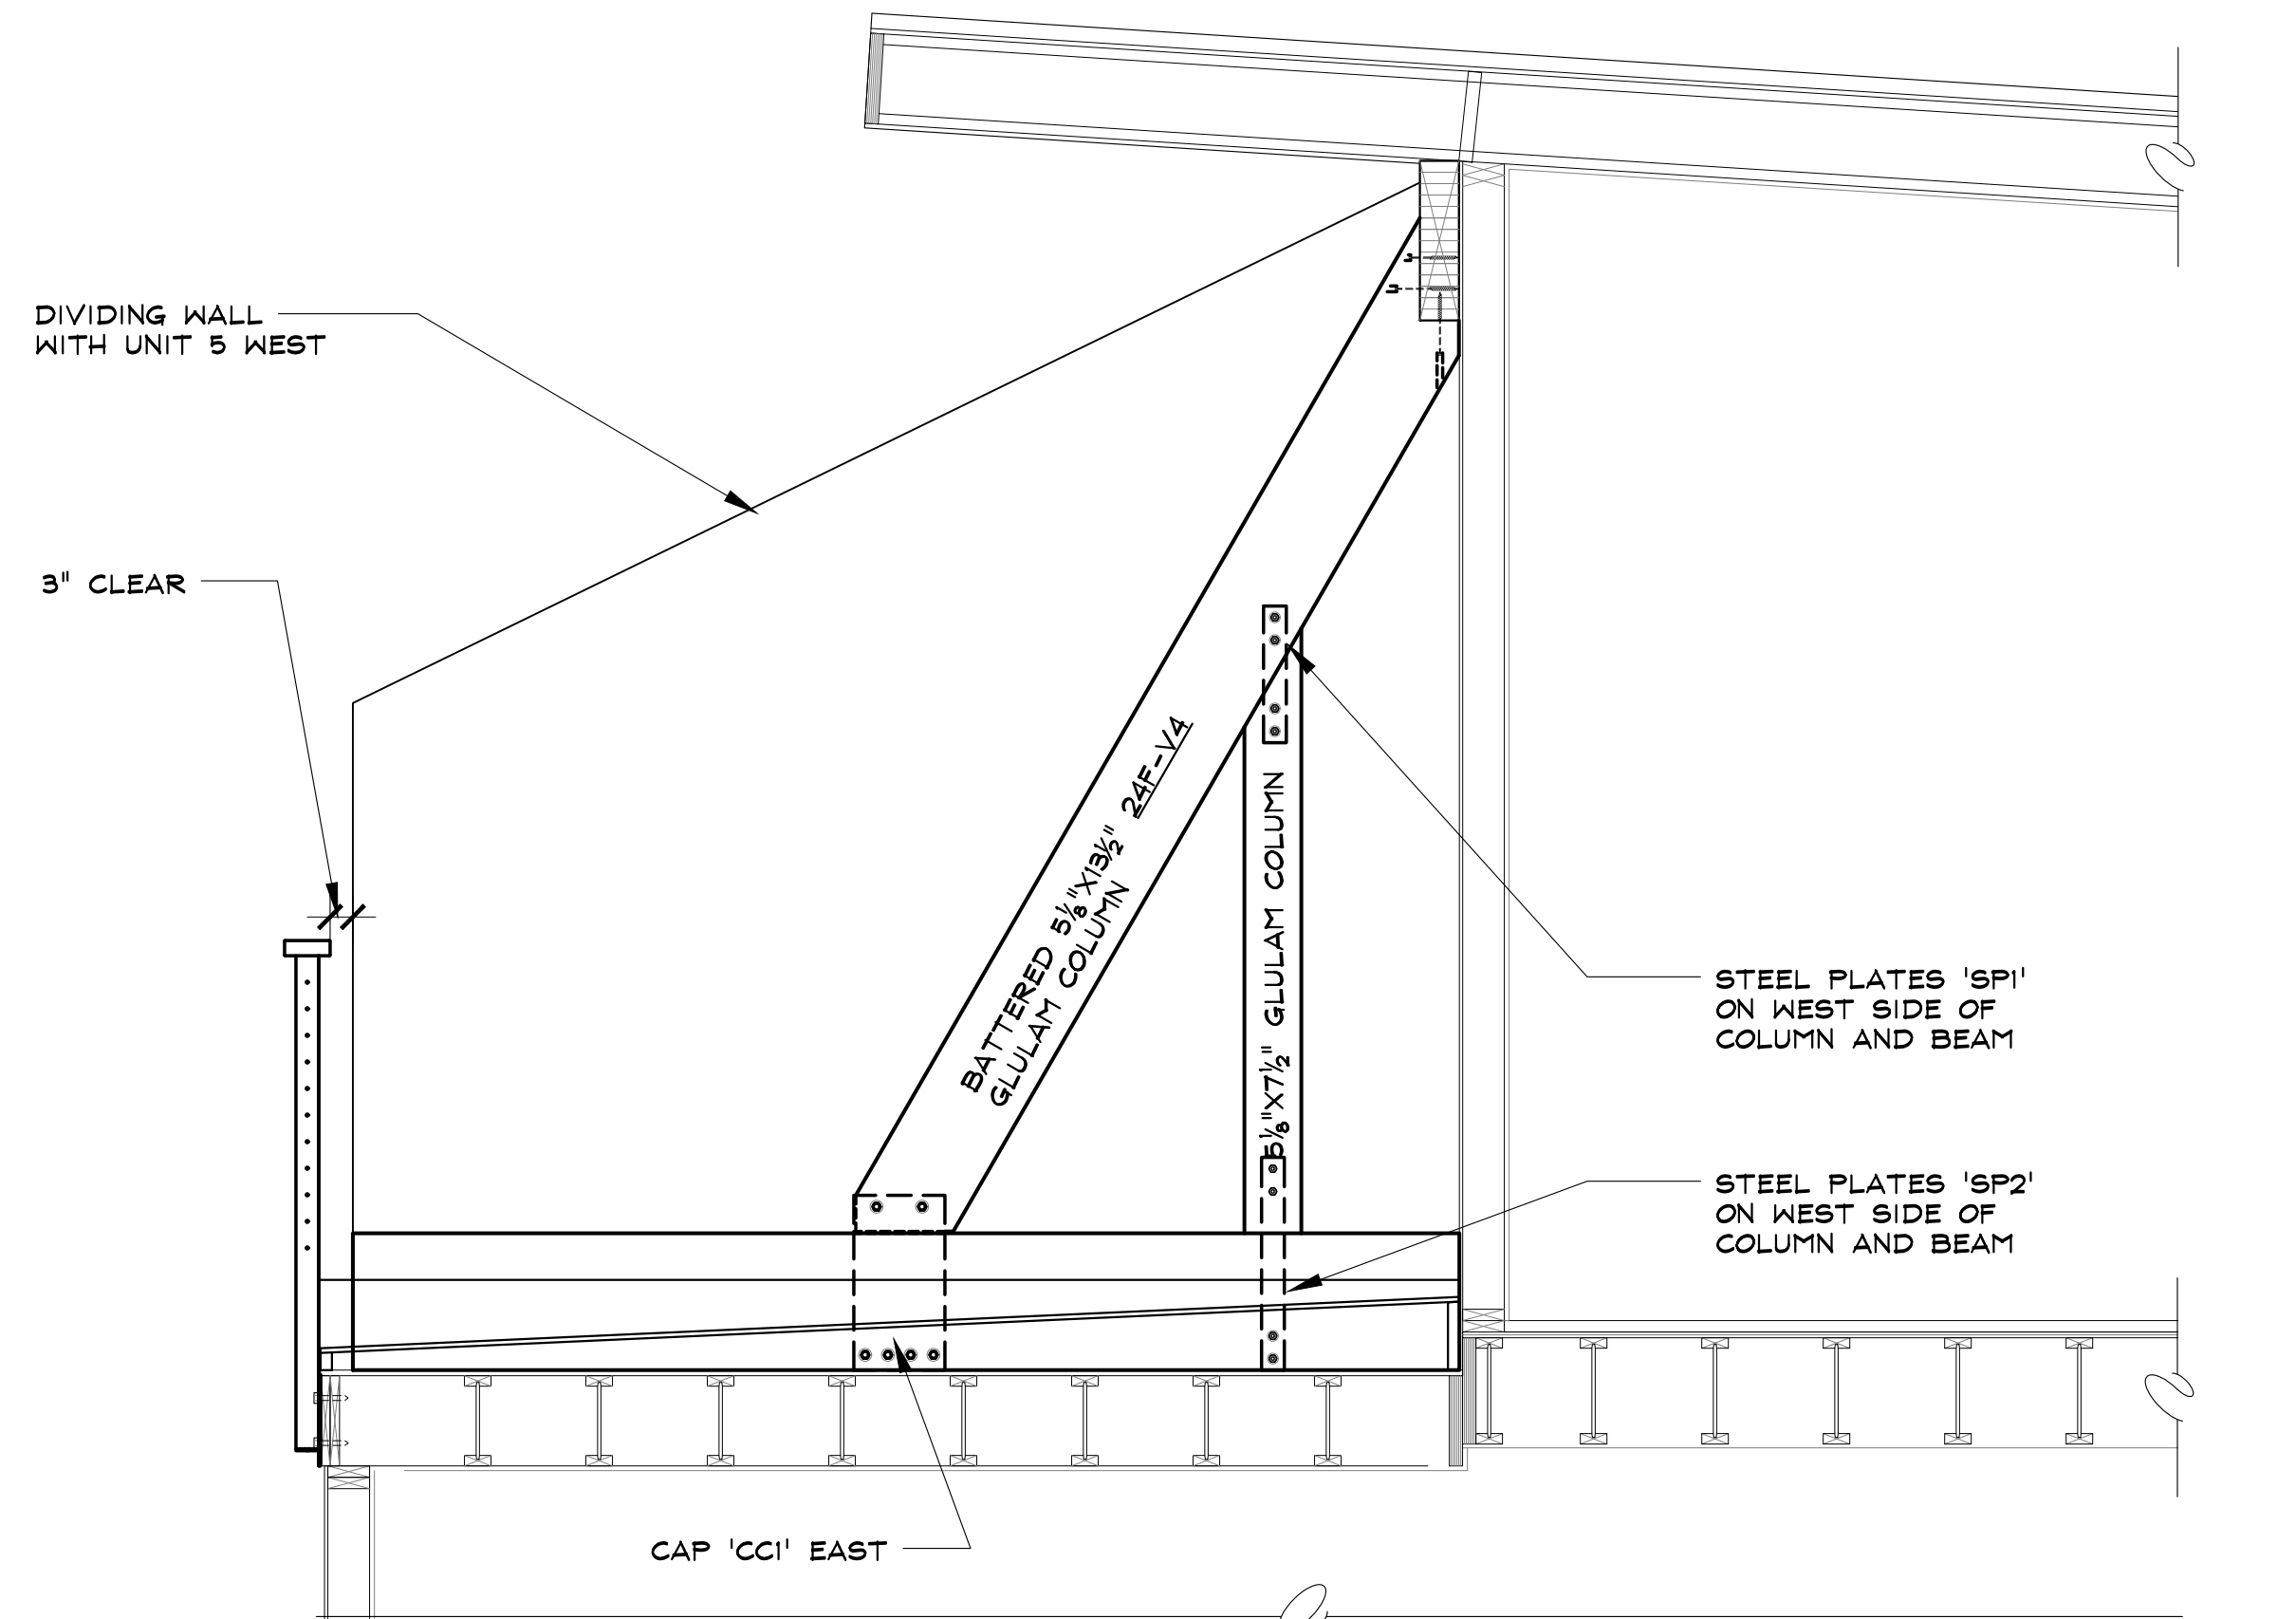 DIVIDING WALL
WITH UNIT 5 WEST
3" CLEAR
BATTERED 5⅛"X13½" 24F-V4
GLULAM COLUMN
5⅛"X7½" GLULAM COLUMN
STEEL PLATES 'SP1'
ON WEST SIDE OF
COLUMN AND BEAM
STEEL PLATES 'SP2'
ON WEST SIDE OF
COLUMN AND BEAM
CAP 'CC1' EAST